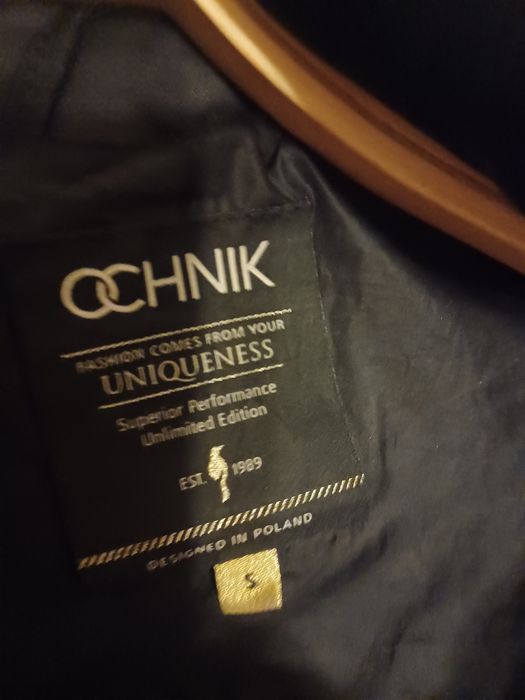 OCHNIK
FASHION COMES FROM YOUR
UNIQUENESS
Superior Performance
Unlimited Edition
EST. 1989
DESIGNED IN POLAND
S